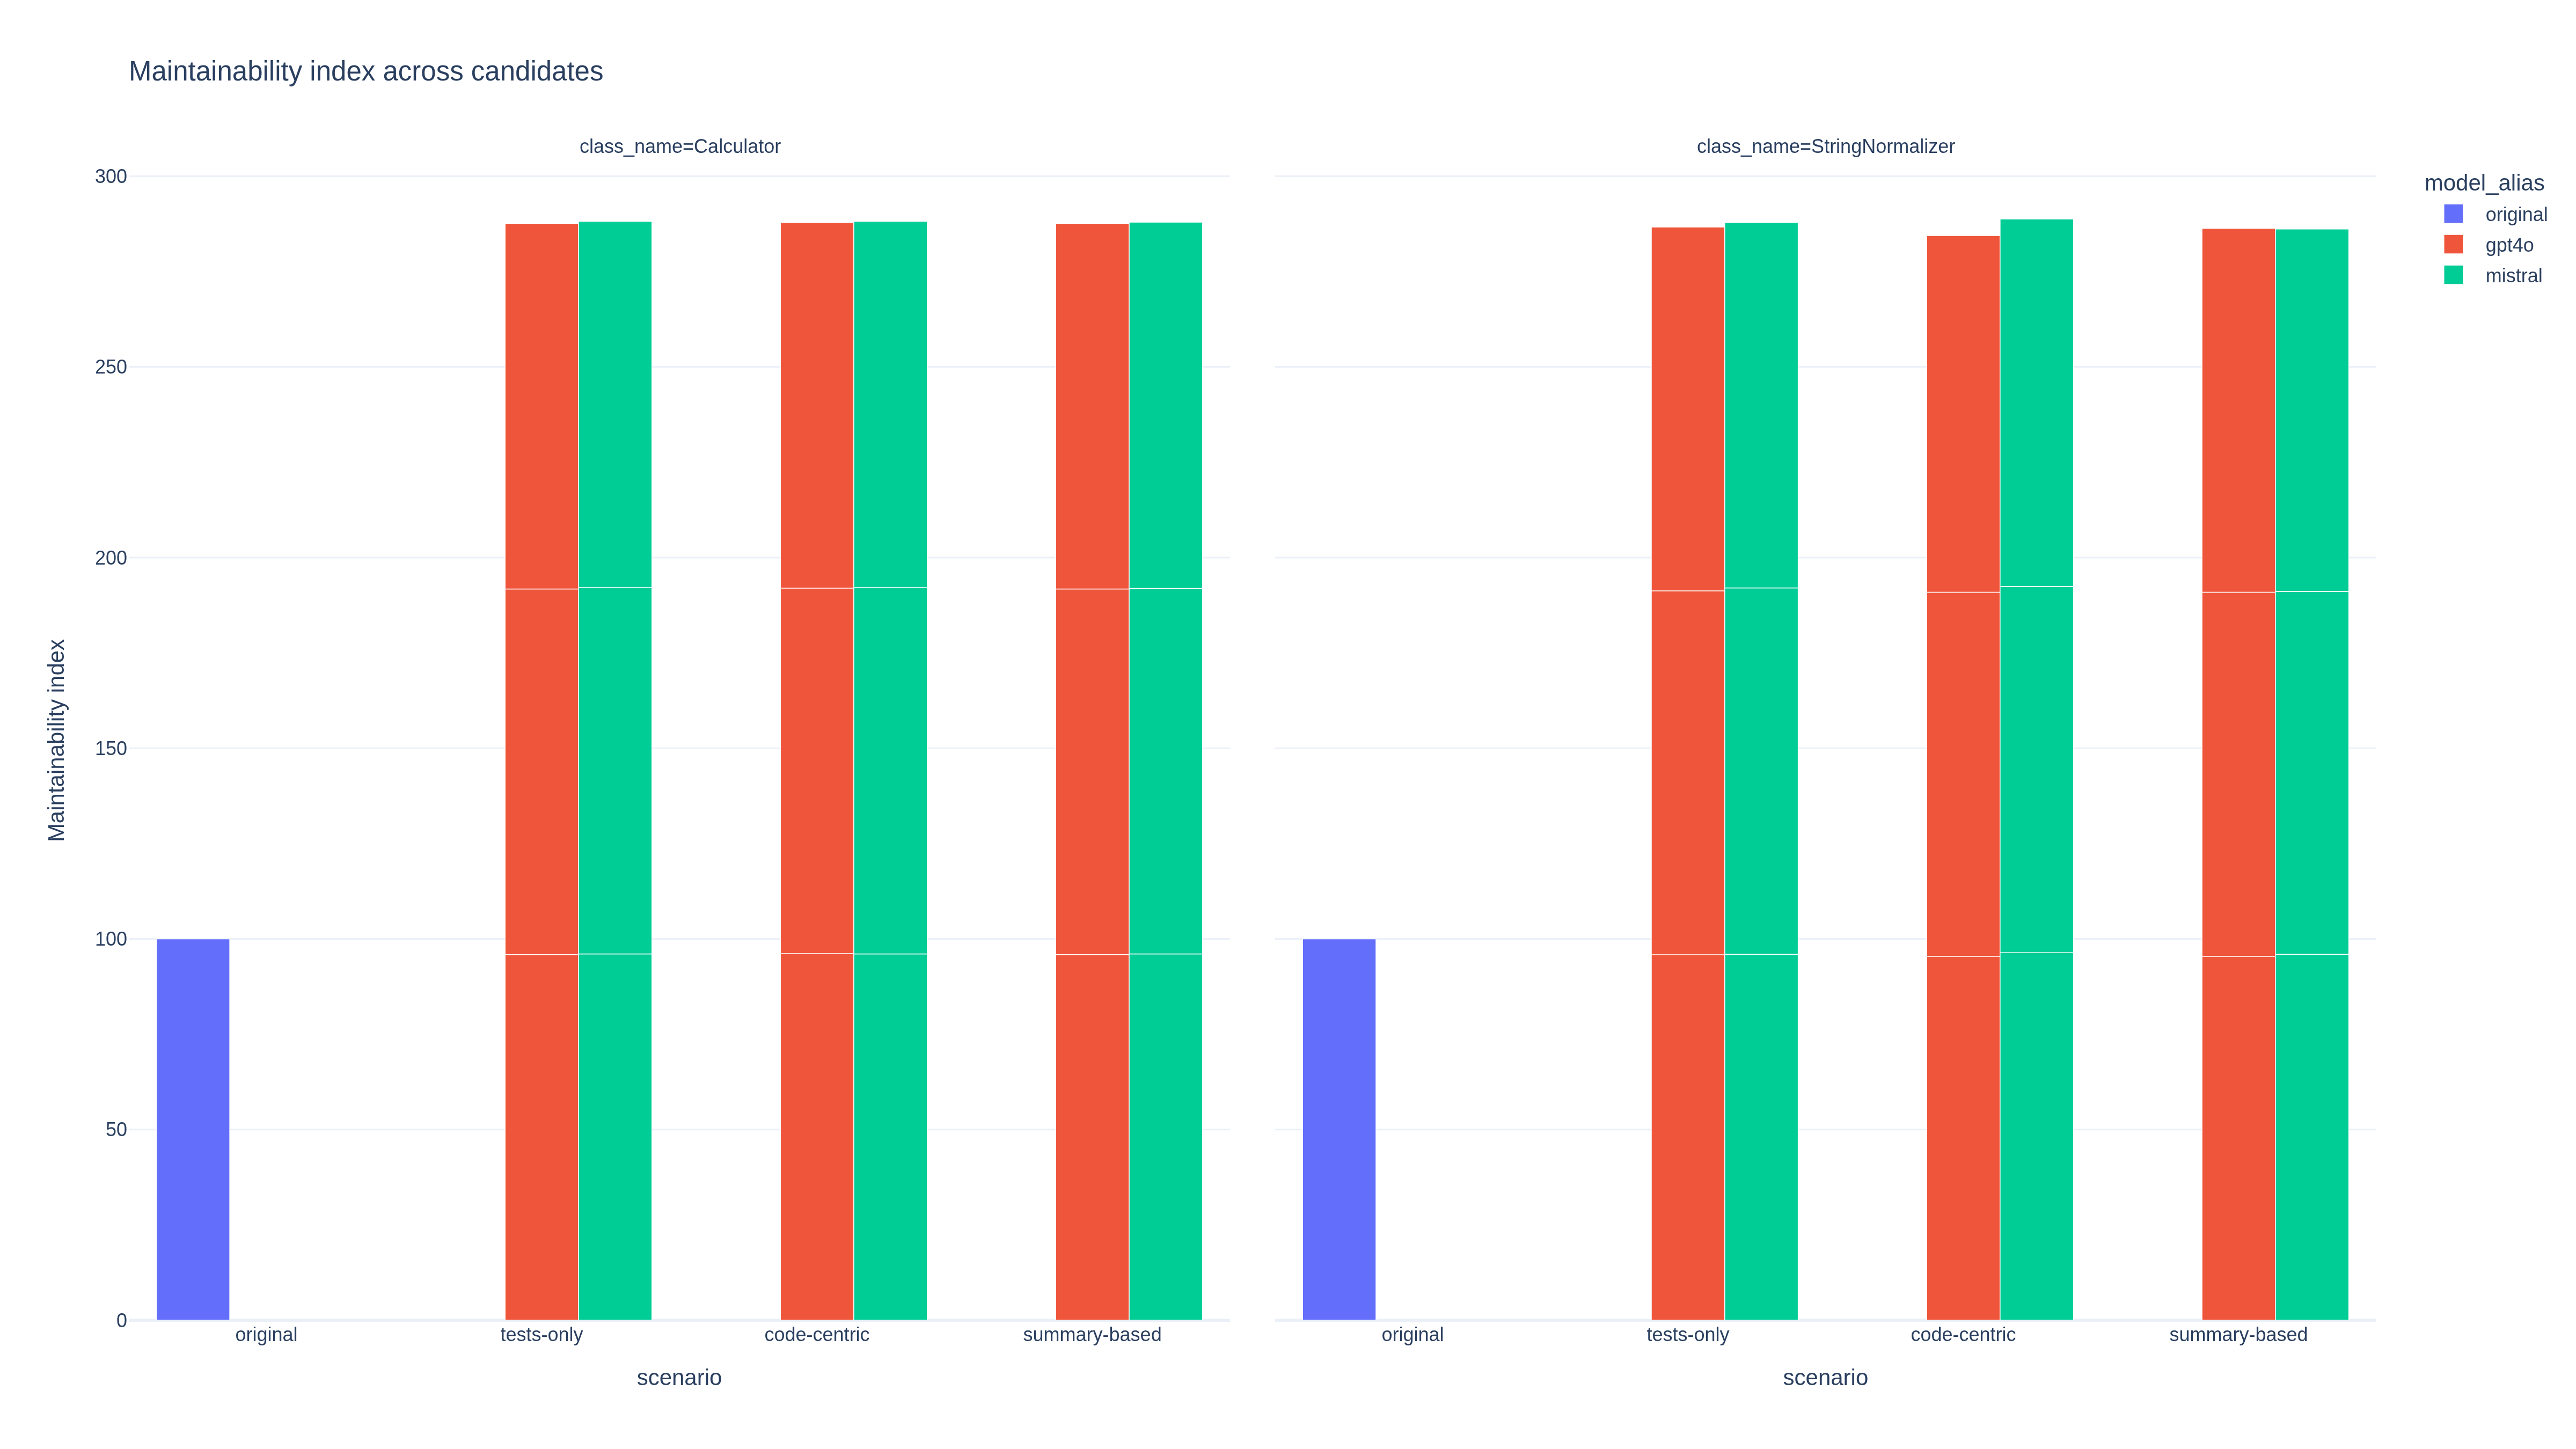 Maintainability index across candidates
class_name=Calculator
class_name=StringNormalizer
model_alias
original
gpt4o
mistral
Maintainability index
300
250
200
150
100
50
0
original tests-only code-centric summary-based
original tests-only code-centric summary-based
scenario
scenario